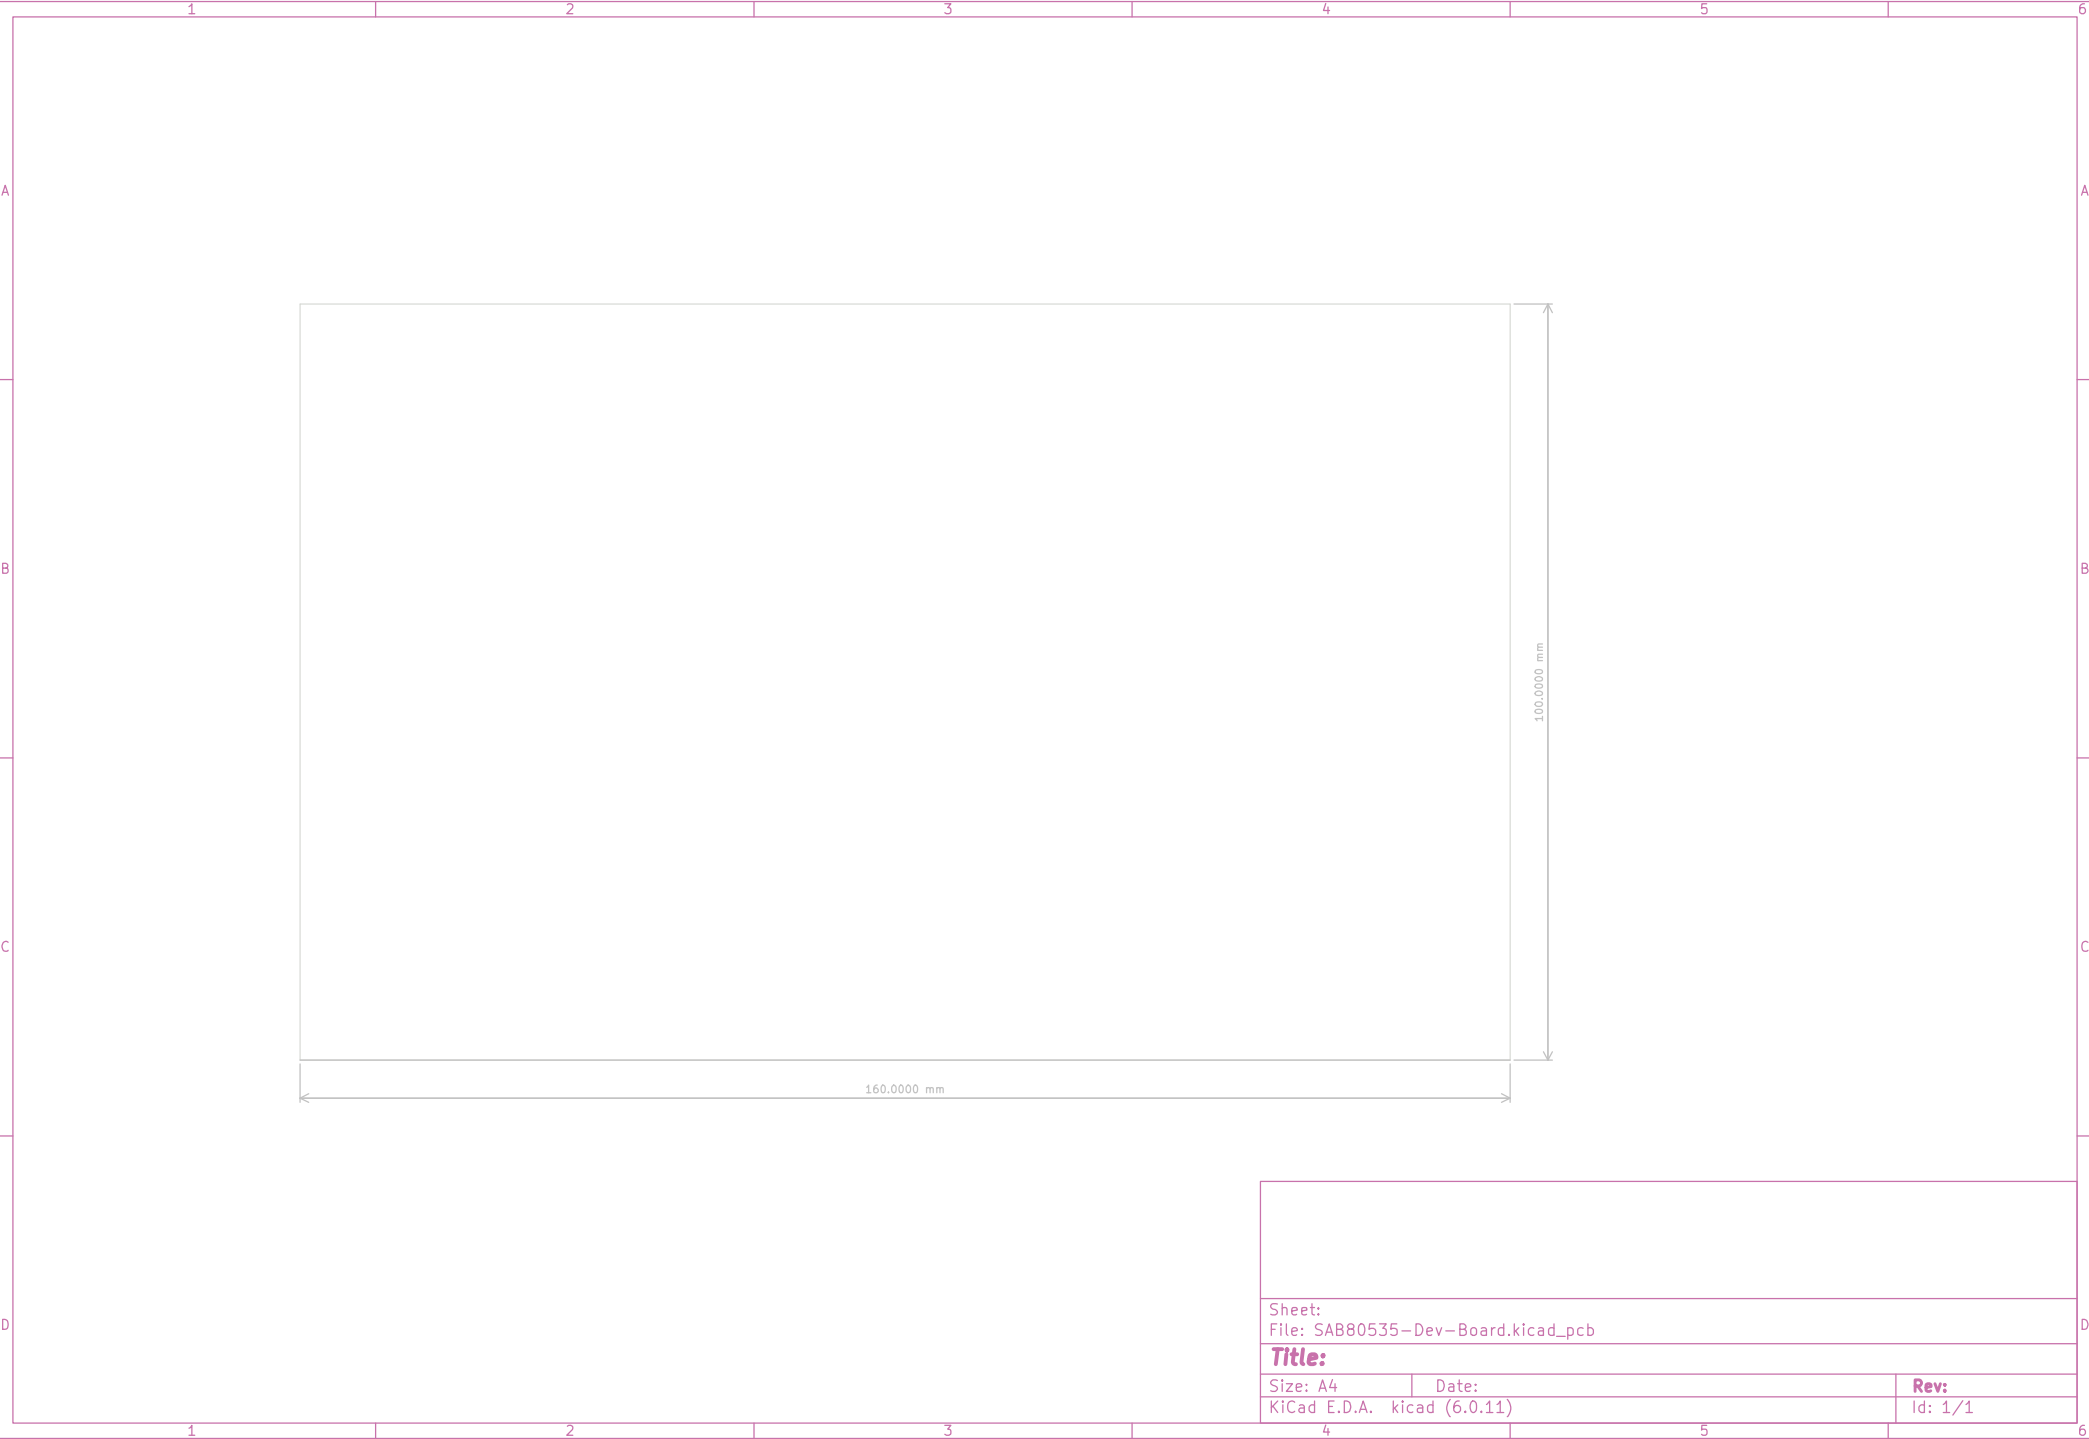 1 2 3 4 5 6
A A
100.0000 mm
B B
C C
160.0000 mm
Sheet:
File: SAB80535-Dev-Board.kicad_pcb
D D
Title:
Size: A4 Date: Rev:
KiCad E.D.A. kicad (6.0.11) Id: 1/1
1 2 3 4 5 6